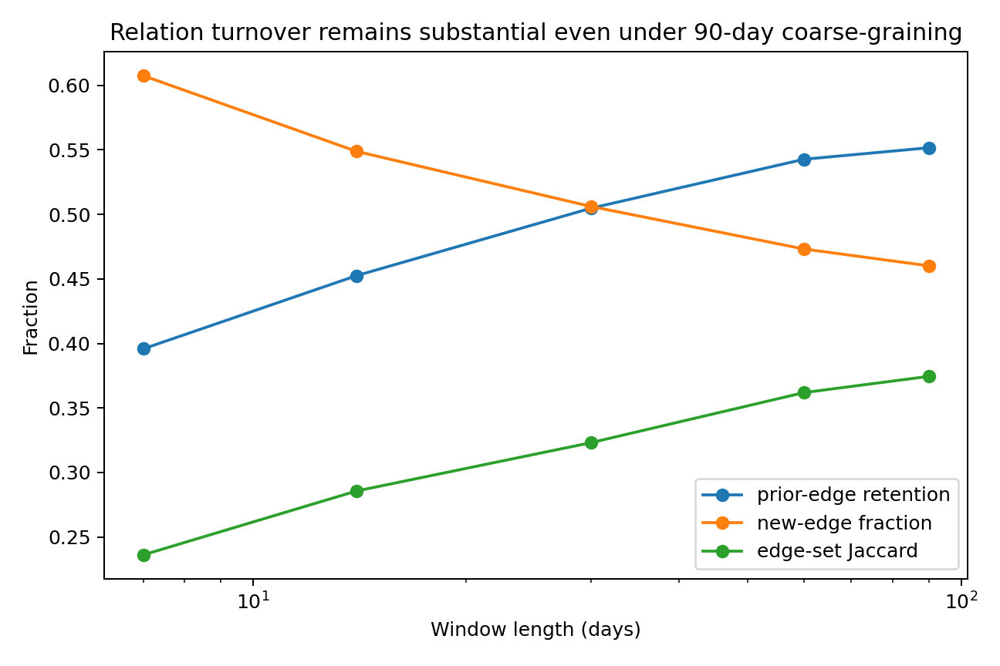 Relation turnover remains substantial even under 90-day coarse-graining
0.60
0.55
0.50
0.45
0.40
0.35
0.30
0.25
Fraction
prior-edge retention
new-edge fraction
edge-set Jaccard
10¹
10²
Window length (days)